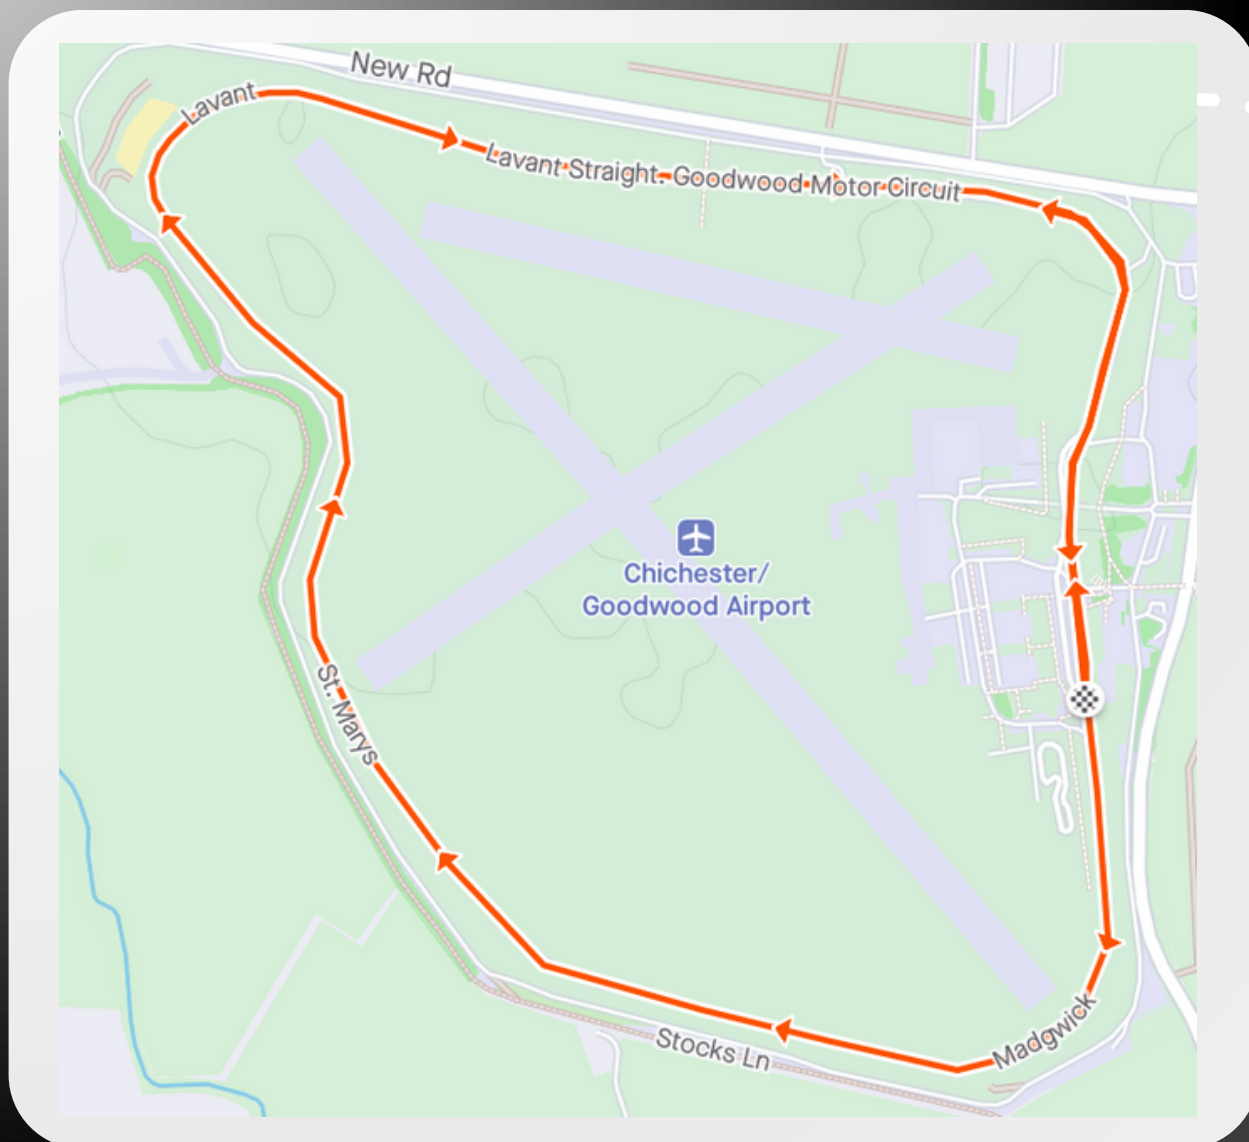 New Rd
Lavant
Lavant Straight. Goodwood Motor Circuit
Chichester/
Goodwood Airport
St. Marys
Madgwick
Stocks Ln